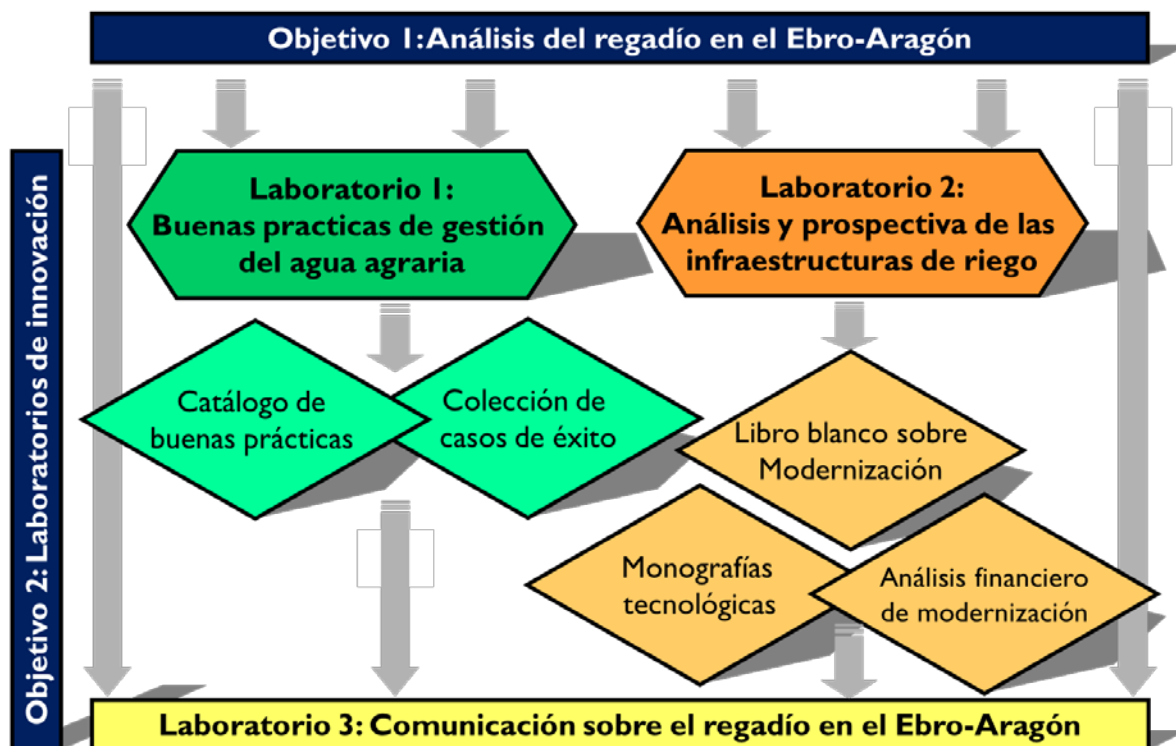 Objetivo 1: Análisis del regadío en el Ebro-Aragón
Objetivo 2: Laboratorios de innovación
Laboratorio 1:
Buenas practicas de gestión
del agua agraria
Laboratorio 2:
Análisis y prospectiva de las
infraestructuras de riego
Catálogo de
buenas prácticas
Colección de
casos de éxito
Libro blanco sobre
Modernización
Monografías
tecnológicas
Análisis financiero
de modernización
Laboratorio 3: Comunicación sobre el regadío en el Ebro-Aragón